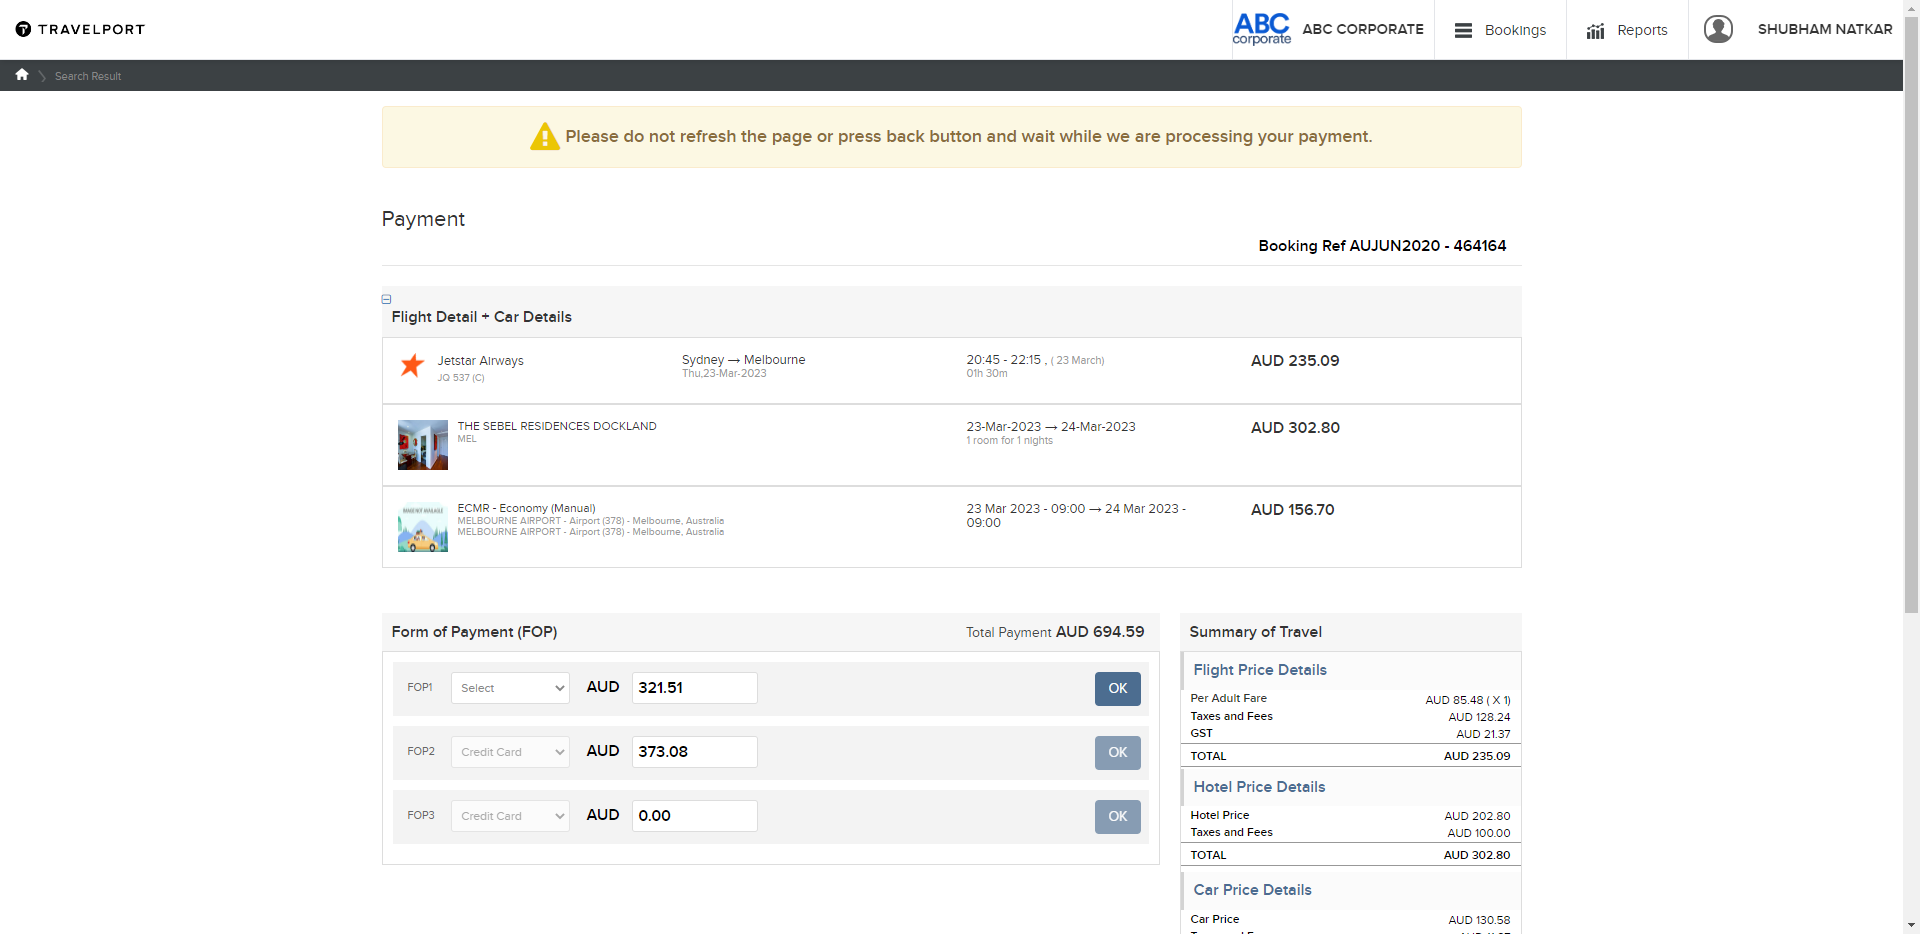 TRAVELPORT
ABC
corporate
ABC CORPORATE
Bookings
Reports
SHUBHAM NATKAR
Search Result
Please do not refresh the page or press back button and wait while we are processing your payment.
Payment
Booking Ref AUJUN2020 - 464164
Flight Detail + Car Details
Jetstar Airways
JQ 537 (C)
Sydney → Melbourne
Thu,23-Mar-2023
20:45 - 22:15 , ( 23 March)
01h 30m
AUD 235.09
THE SEBEL RESIDENCES DOCKLAND
MEL
23-Mar-2023 → 24-Mar-2023
1 room for 1 nights
AUD 302.80
IMAGE NOT AVAILABLE
ECMR - Economy (Manual)
MELBOURNE AIRPORT - Airport (378) - Melbourne, Australia
MELBOURNE AIRPORT - Airport (378) - Melbourne, Australia
23 Mar 2023 - 09:00 → 24 Mar 2023 -
09:00
AUD 156.70
Form of Payment (FOP)
Total Payment AUD 694.59
FOP1 Select AUD 321.51 OK
FOP2 Credit Card AUD 373.08 OK
FOP3 Credit Card AUD 0.00 OK
Summary of Travel
Flight Price Details
Per Adult Fare AUD 85.48 ( X 1)
Taxes and Fees AUD 128.24
GST AUD 21.37
TOTAL AUD 235.09
Hotel Price Details
Hotel Price AUD 202.80
Taxes and Fees AUD 100.00
TOTAL AUD 302.80
Car Price Details
Car Price AUD 130.58